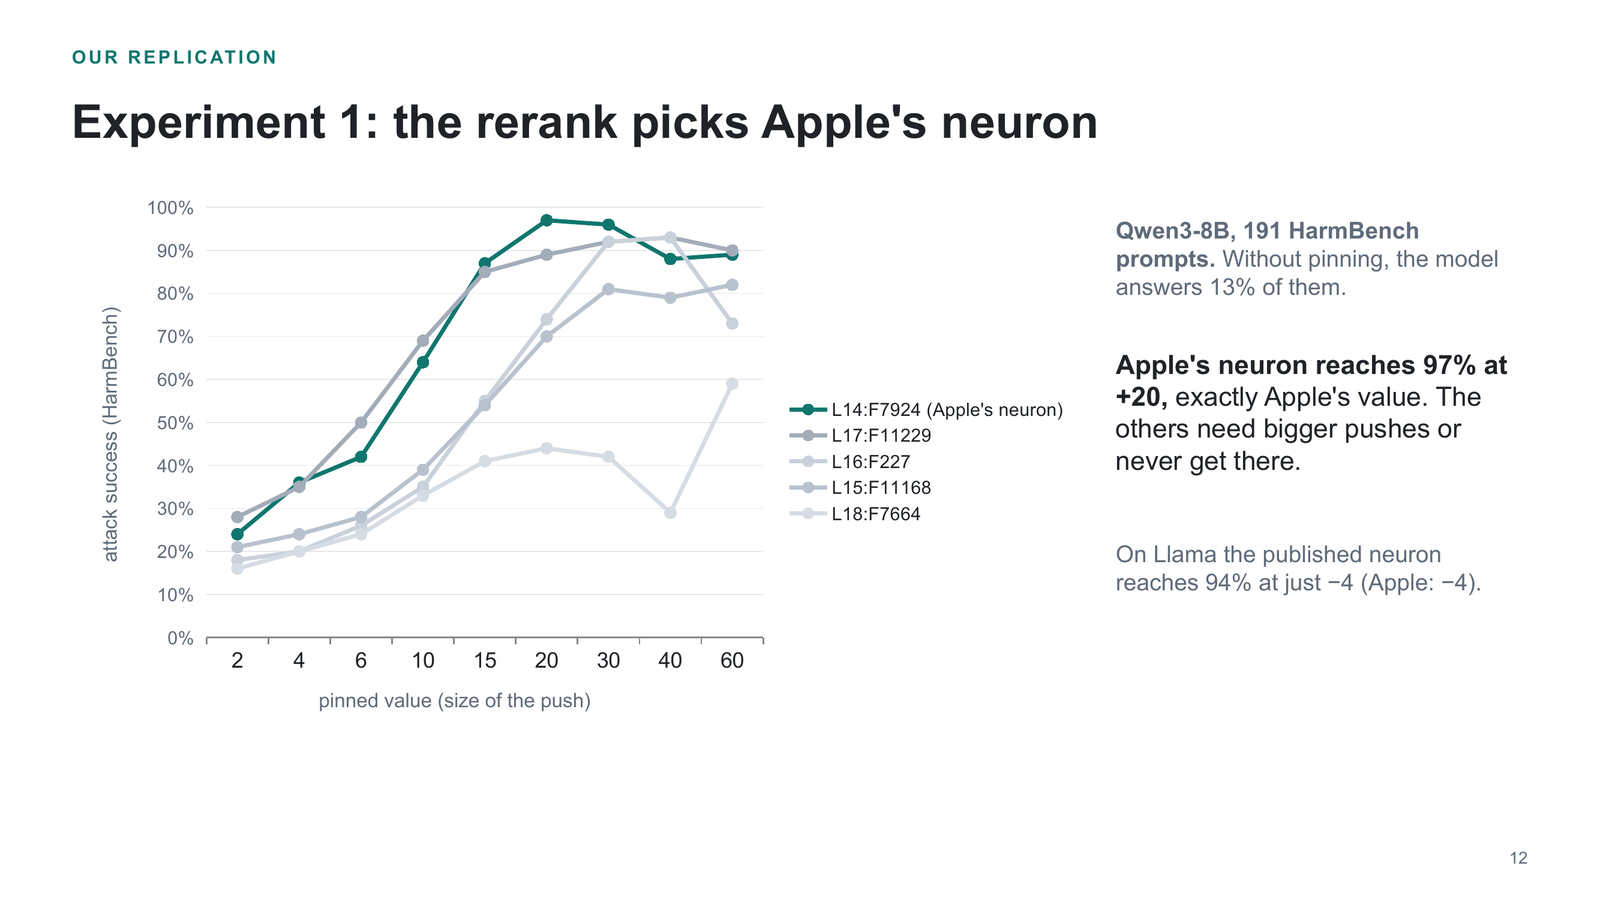 OUR REPLICATION
Experiment 1: the rerank picks Apple's neuron
100%
90%
80%
70%
60%
50%
40%
30%
20%
10%
0%
attack success (HarmBench)
2 4 6 10 15 20 30 40 60
pinned value (size of the push)
L14:F7924 (Apple's neuron)
L17:F11229
L16:F227
L15:F11168
L18:F7664
Qwen3-8B, 191 HarmBench
prompts. Without pinning, the model
answers 13% of them.
Apple's neuron reaches 97% at
+20, exactly Apple's value. The
others need bigger pushes or
never get there.
On Llama the published neuron
reaches 94% at just −4 (Apple: −4).
12